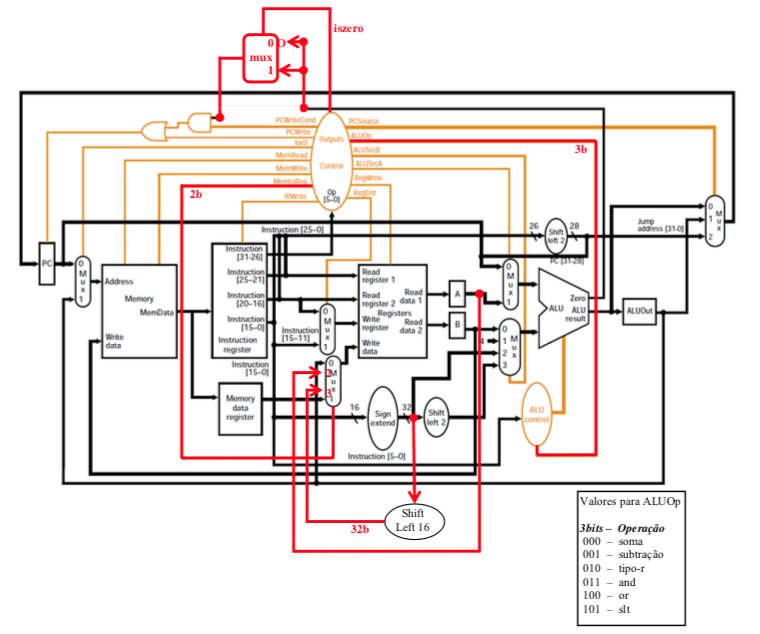 iszero
0
mux
1
PCWriteCond
PCWrite
IorD
MemRead
MemWrite
MemtoReg
IRWrite
Outputs
Control
Op
[5-0]
PCSource
ALUOp
ALUSrcB
ALUSrcA
RegWrite
RegDst
3b
2b
Instruction [25-0]
26
Shift
left 2
28
Jump
address [31-0]
0
1
2
M
u
x
PC [31-28]
PC
0
M
u
x
1
Address
Memory
MemData
Write
data
Instruction
[31-26]
Instruction
[25-21]
Instruction
[20-16]
Instruction
[15-0]
Instruction
register
Instruction
[15-11]
Instruction
[15-0]
0
M
u
x
1
Read
register 1
Read
register 2
Registers
Write
register
Write
data
Read
data 1
Read
data 2
A
B
0
M
u
x
1
4
0
1
2
3
M
u
x
Zero
ALU
ALU
result
ALUOut
0
M
2
u
3
x
1
Memory
data
register
16
Sign
extend
32
Shift
left 2
ALU
control
Instruction [5-0]
Shift
Left 16
32b
Valores para ALUOp
3bits – Operação
000 – soma
001 – subtração
010 – tipo-r
011 – and
100 – or
101 – slt